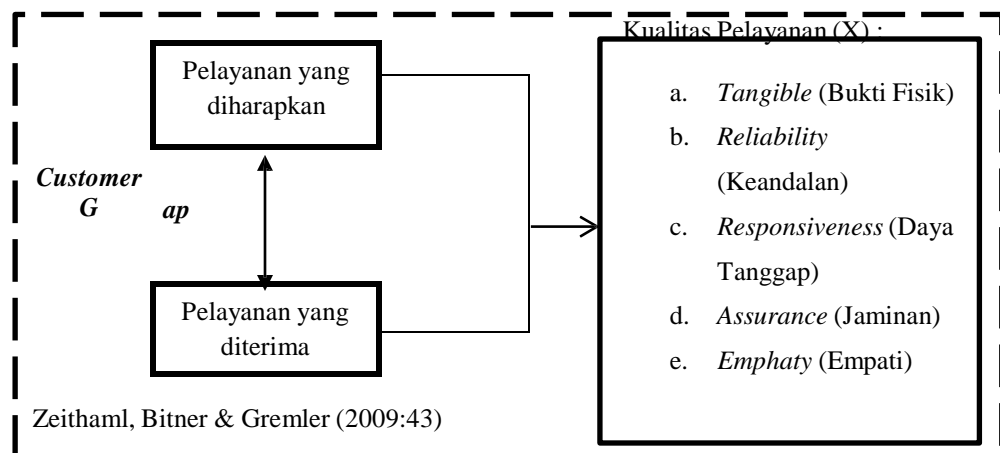 Kualitas Pelayanan (X) :
Pelayanan yang
diharapkan
Customer
G ap
Pelayanan yang
diterima
a. Tangible (Bukti Fisik)
b. Reliability
(Keandalan)
c. Responsiveness (Daya
Tanggap)
d. Assurance (Jaminan)
e. Emphaty (Empati)
Zeithaml, Bitner & Gremler (2009:43)